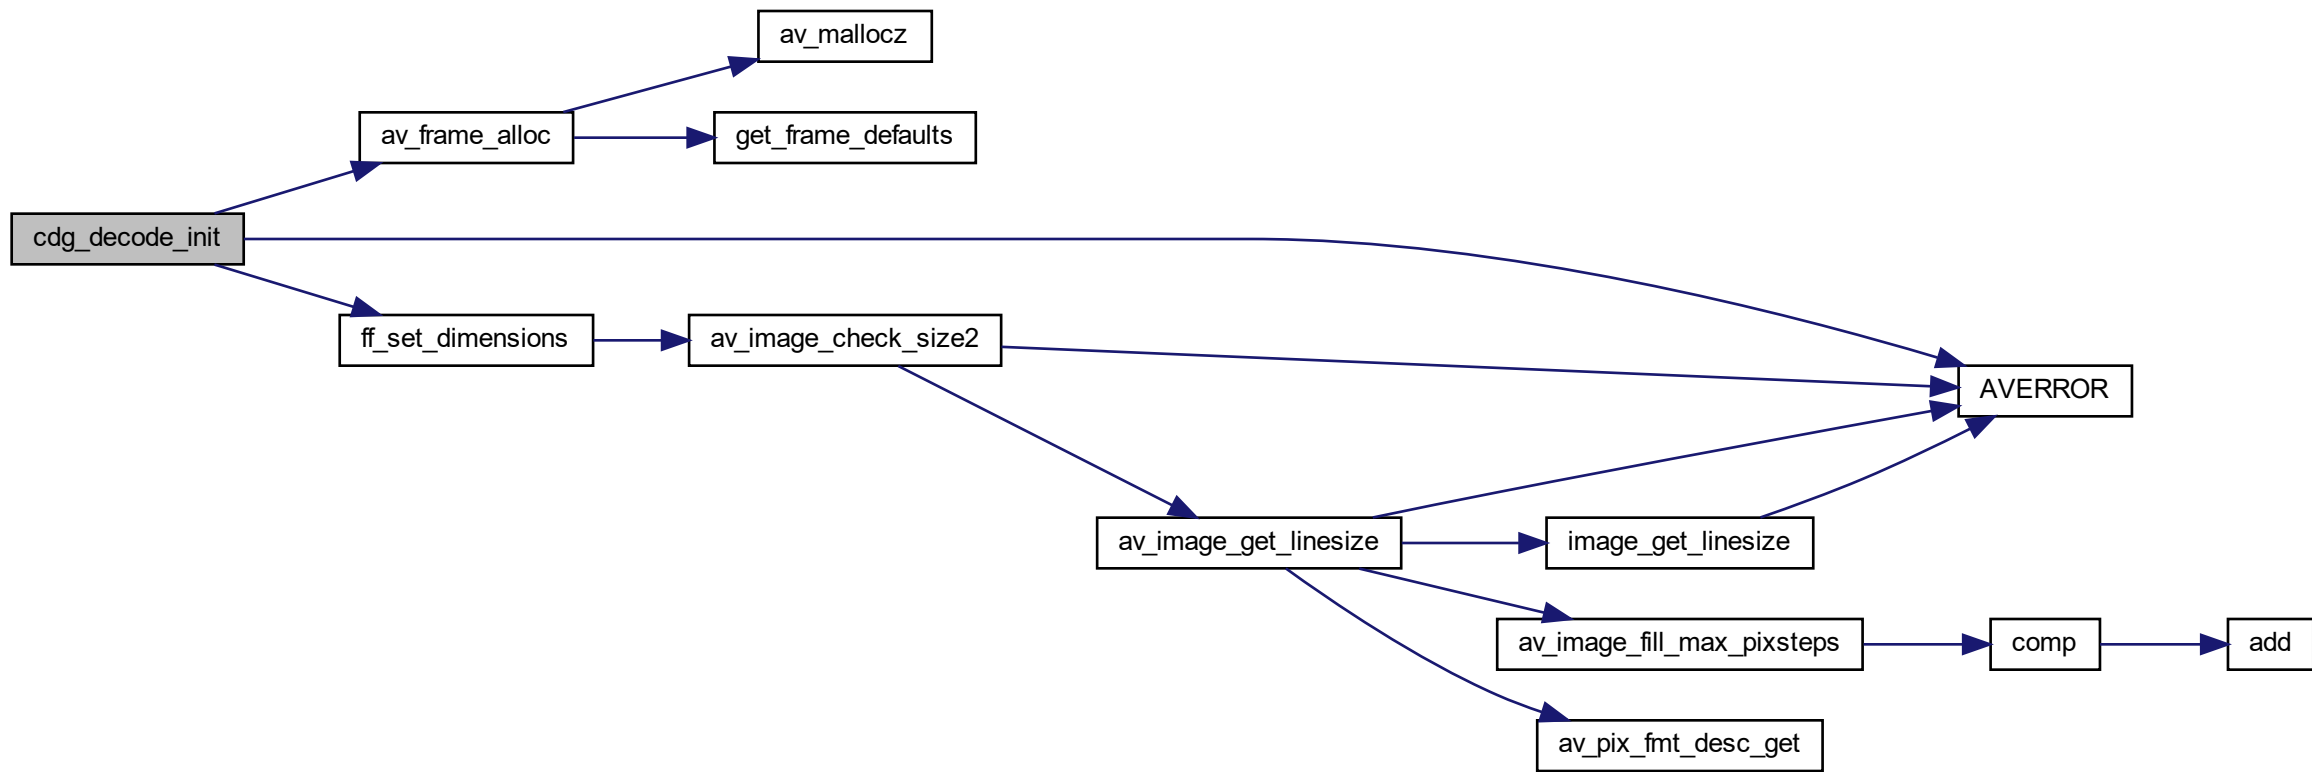 av_mallocz
av_frame_alloc
get_frame_defaults
cdg_decode_init
ff_set_dimensions
av_image_check_size2
AVERROR
av_image_get_linesize
image_get_linesize
av_image_fill_max_pixsteps
comp
add
av_pix_fmt_desc_get